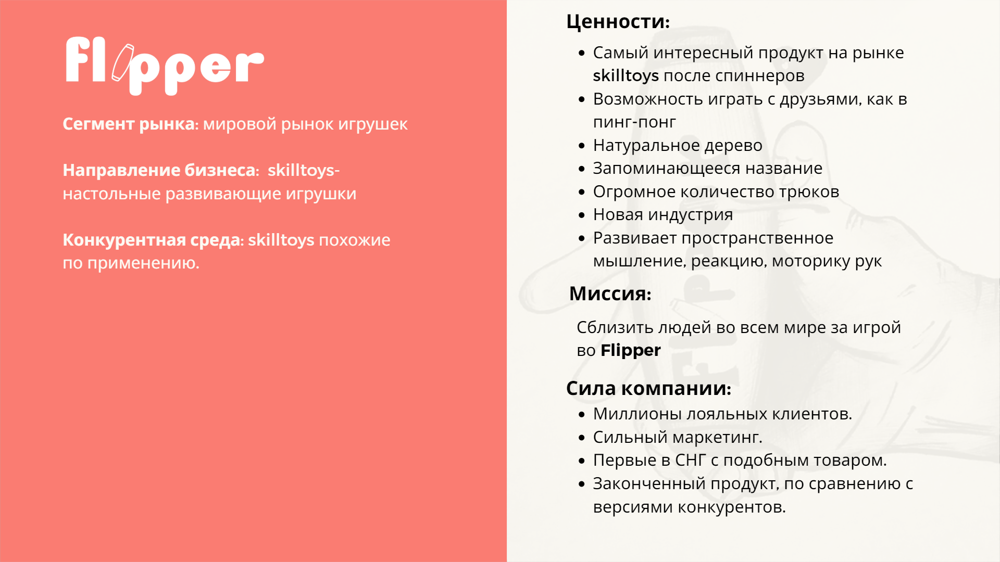 flipper
Сегмент рынка: мировой рынок игрушек
Направление бизнеса: skilltoys-
настольные развивающие игрушки
Конкурентная среда: skilltoys похожие
по применению.
Ценности:
• Самый интересный продукт на рынке
skilltoys после спиннеров
• Возможность играть с друзьями, как в
пинг-понг
• Натуральное дерево
• Запоминающееся название
• Огромное количество трюков
• Новая индустрия
• Развивает пространственное
мышление, реакцию, моторику рук
Миссия:
Сблизить людей во всем мире за игрой
во Flipper
Сила компании:
• Миллионы лояльных клиентов.
• Сильный маркетинг.
• Первые в СНГ с подобным товаром.
• Законченный продукт, по сравнению с
версиями конкурентов.
Flipper